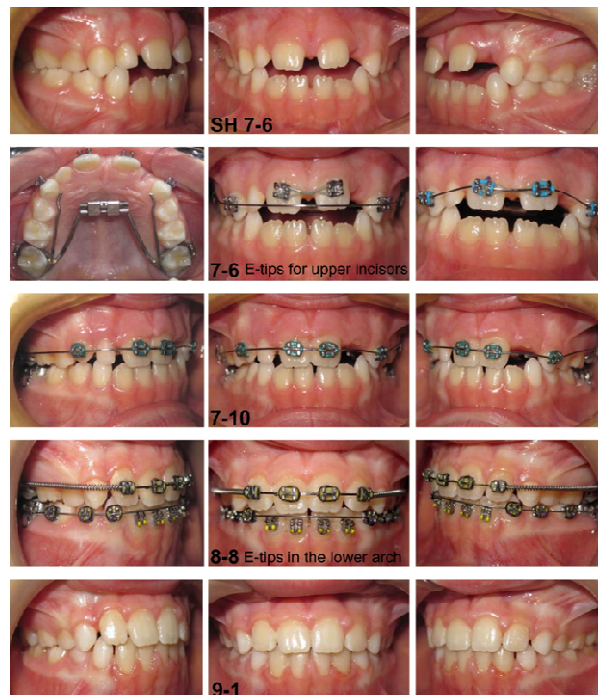 SH 7-6
7-6 E-tips for upper incisors
7-10
8-8 E-tips in the lower arch
9-1